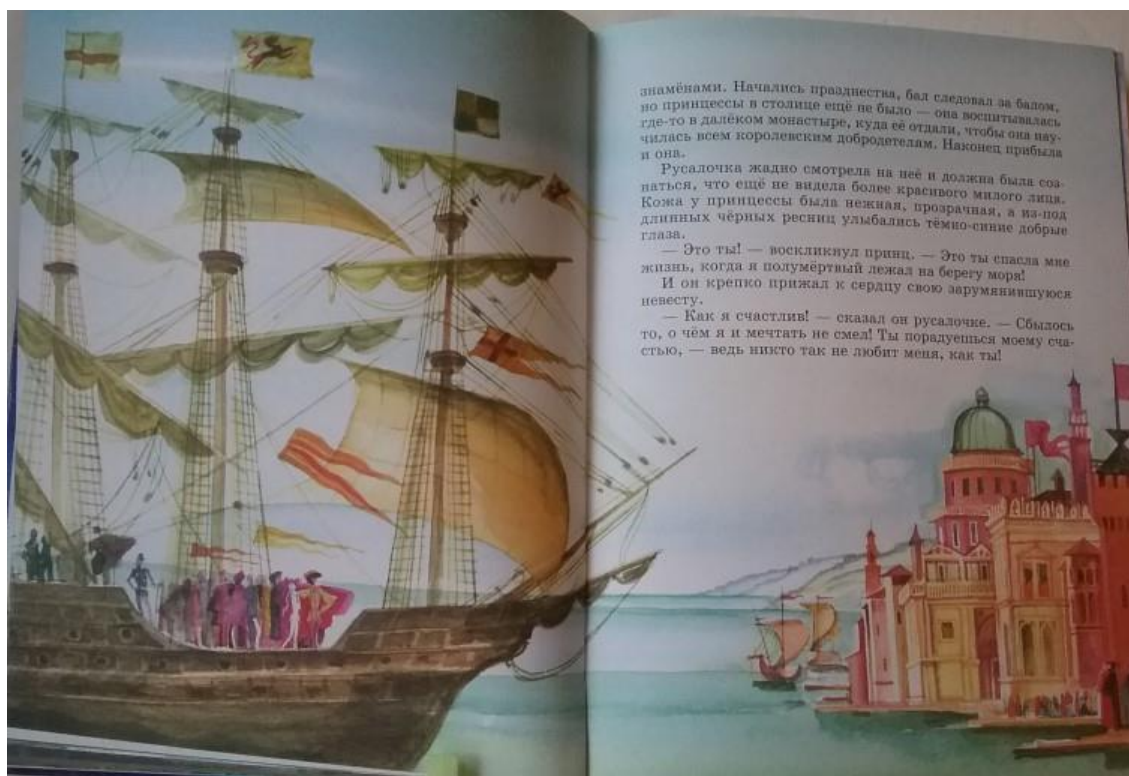 знамёнами. Начались празднества, бал следовал за балом,
но принцессы в столице ещё не было — она воспитывалась
где-то в далёком монастыре, куда её отдали, чтобы она нау-
чилась всем королевским добродетелям. Наконец прибыла
и она.
Русалочка жадно смотрела на неё и должна была соз-
наться, что ещё не видела более красивого милого лица.
Кожа у принцессы была нежная, прозрачная, а из-под
длинных чёрных ресниц улыбались тёмно-синие добрые
глаза.
— Это ты! — воскликнул принц. — Это ты спасла мне
жизнь, когда я полумёртвый лежал на берегу моря!
И он крепко прижал к сердцу свою зарумянившуюся
невесту.
— Как я счастлив! — сказал он русалочке. — Сбылось
то, о чём я и мечтать не смел! Ты порадуешься моему сча-
стью, — ведь никто так не любит меня, как ты!